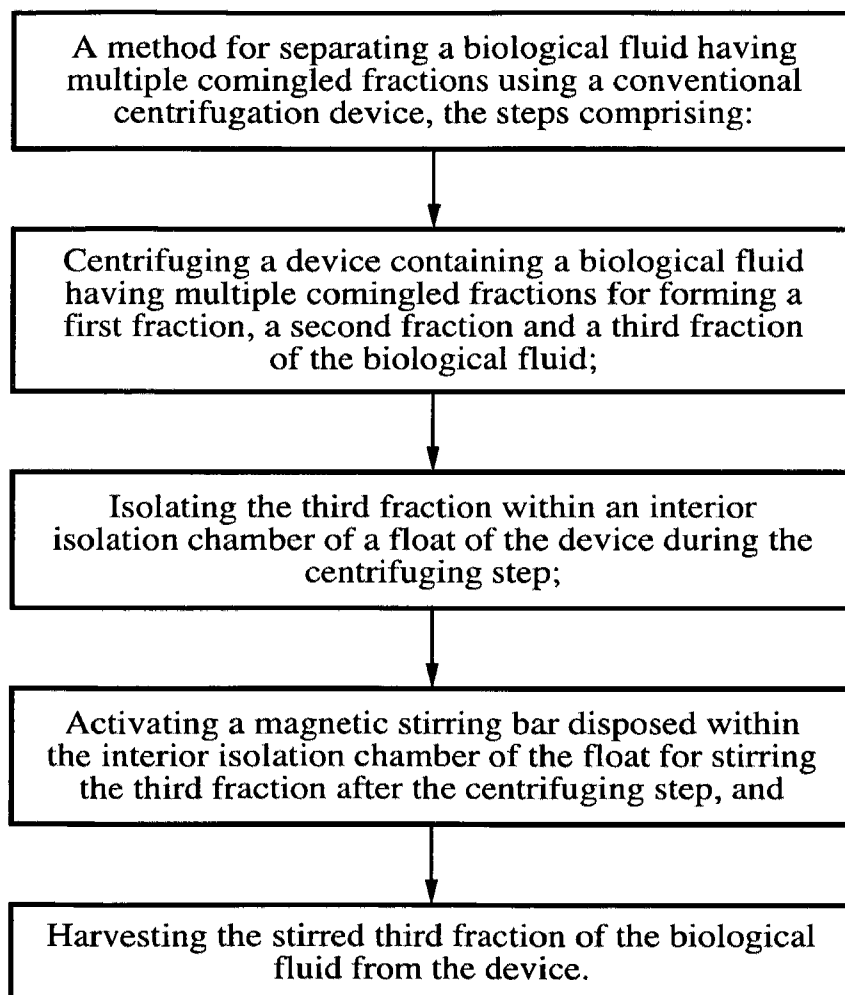 A method for separating a biological fluid having
multiple comingled fractions using a conventional
centrifugation device, the steps comprising:
Centrifuging a device containing a biological fluid
having multiple comingled fractions for forming a
first fraction, a second fraction and a third fraction
of the biological fluid;
Isolating the third fraction within an interior
isolation chamber of a float of the device during the
centrifuging step;
Activating a magnetic stirring bar disposed within
the interior isolation chamber of the float for stirring
the third fraction after the centrifuging step, and
Harvesting the stirred third fraction of the biological
fluid from the device.